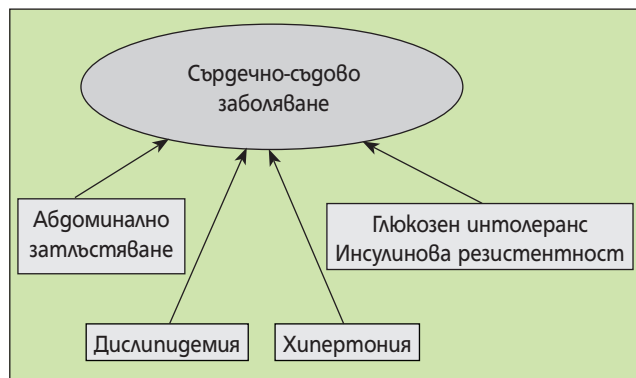 Сърдечно-съдово
заболяване
Абдоминално
затлъстяване
Глюкозен интолеранс
Инсулинова резистентност
Дислипидемия
Хипертония